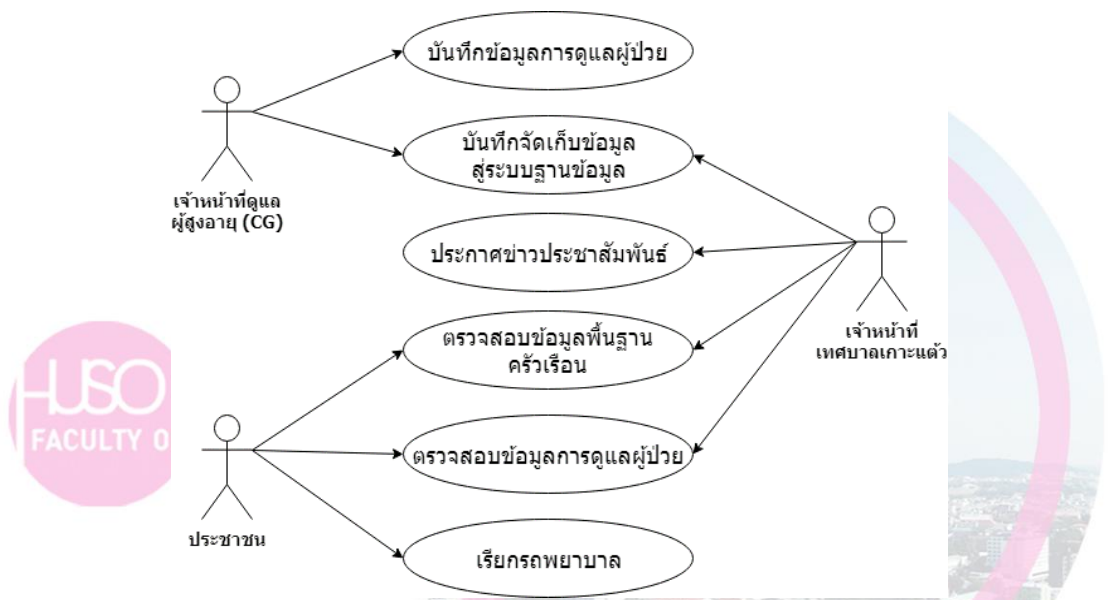 บันทึกข้อมูลการดูแลผู้ป่วย
บันทึกจัดเก็บข้อมูล
สู่ระบบฐานข้อมูล
เจ้าหน้าที่ดูแล
ผู้สูงอายุ (CG)
ประกาศข่าวประชาสัมพันธ์
เจ้าหน้าที่
เทศบาลเกาะแต้ว
ตรวจสอบข้อมูลพื้นฐาน
ครัวเรือน
HUSO
FACULTY O
ตรวจสอบข้อมูลการดูแลผู้ป่วย
ประชาชน
เรียกรถพยาบาล